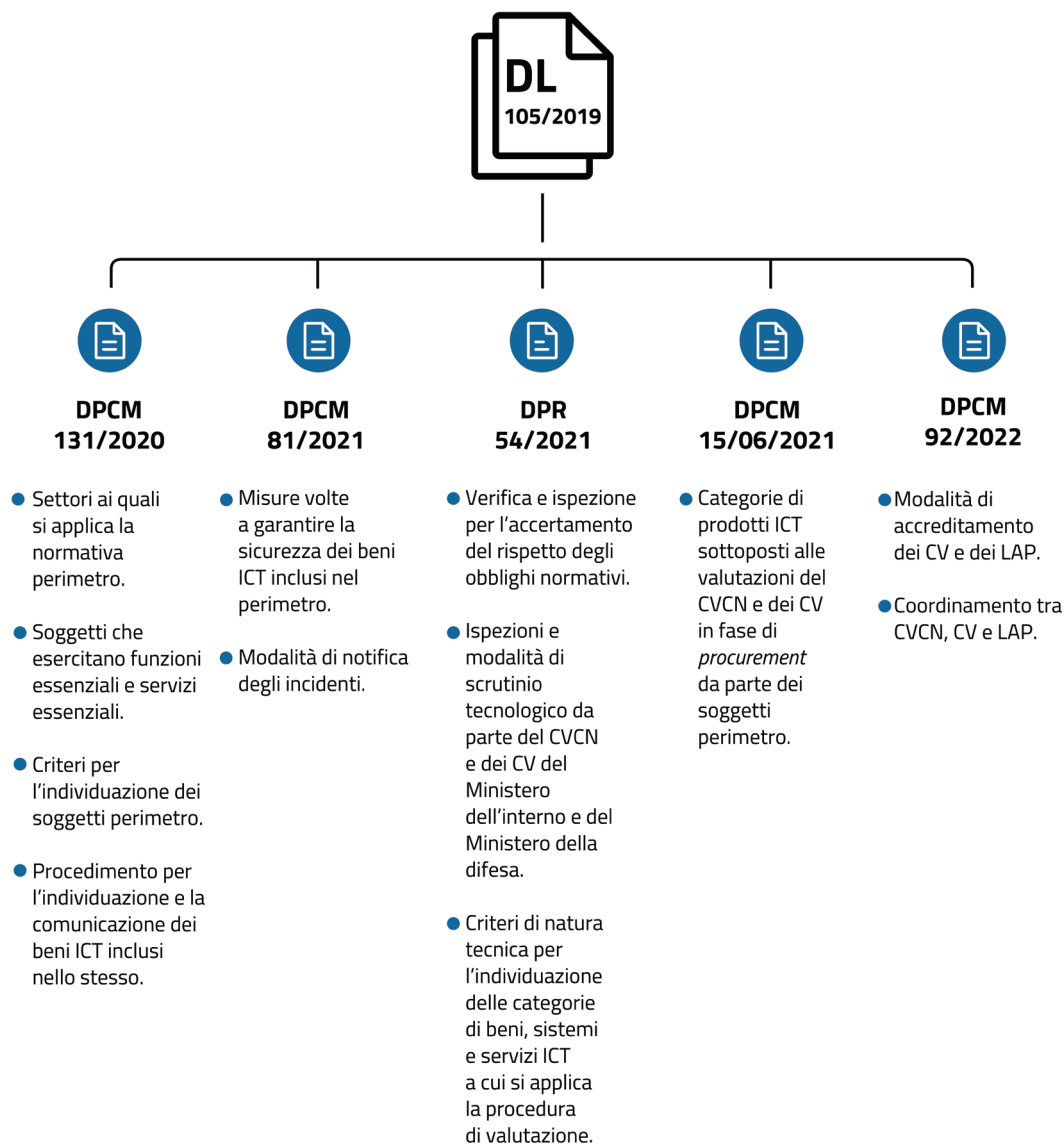 DL
105/2019
DPCM
131/2020
Settori ai quali
si applica la
normativa
perimetro.
Soggetti che
esercitano funzioni
essenziali e servizi
essenziali.
Criteri per
l'individuazione dei
soggetti perimetro.
Procedimento per
l'individuazione e la
comunicazione dei
beni ICT inclusi
nello stesso.
DPCM
81/2021
Misure volte
a garantire la
sicurezza dei beni
ICT inclusi nel
perimetro.
Modalità di notifica
degli incidenti.
DPR
54/2021
Verifica e ispezione
per l'accertamento
del rispetto degli
obblighi normativi.
Ispezioni e
modalità di
scrutinio
tecnologico da
parte del CVCN
e dei CV del
Ministero
dell'interno e del
Ministero della
difesa.
Criteri di natura
tecnica per
l'individuazione
delle categorie
di beni, sistemi
e servizi ICT
a cui si applica
la procedura
di valutazione.
DPCM
15/06/2021
Categorie di
prodotti ICT
sottoposti alle
valutazioni del
CVCN e dei CV
in fase di
procurement
da parte dei
soggetti
perimetro.
DPCM
92/2022
Modalità di
accreditamento
dei CV e dei LAP.
Coordinamento tra
CVCN, CV e LAP.